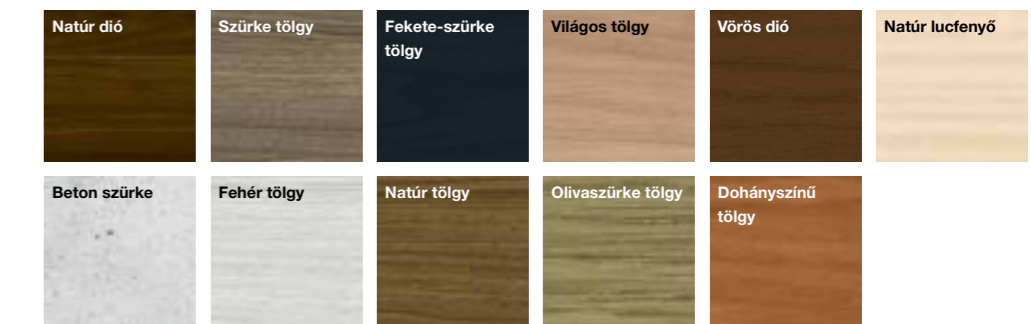 Natúr dió
Szürke tölgy
Fekete-szürke
tölgy
Világos tölgy
Vörös dió
Natúr lucfenyő
Beton szürke
Fehér tölgy
Natúr tölgy
Olivaszürke tölgy
Dohányszínű
tölgy